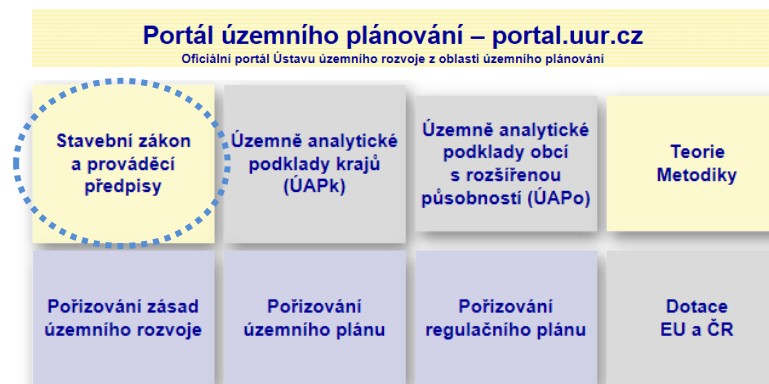 Portál územního plánování – portal.uur.cz
Oficiální portál Ústavu územního rozvoje z oblasti územního plánování
Stavební zákon
a prováděcí
předpisy
Územně analytické
podklady krajů
(ÚAPk)
Územně analytické
podklady obcí
s rozšířenou
působností (ÚAPo)
Teorie
Metodiky
Pořizování zásad
územního rozvoje
Pořizování
územního plánu
Pořizování
regulačního plánu
Dotace
EU a ČR